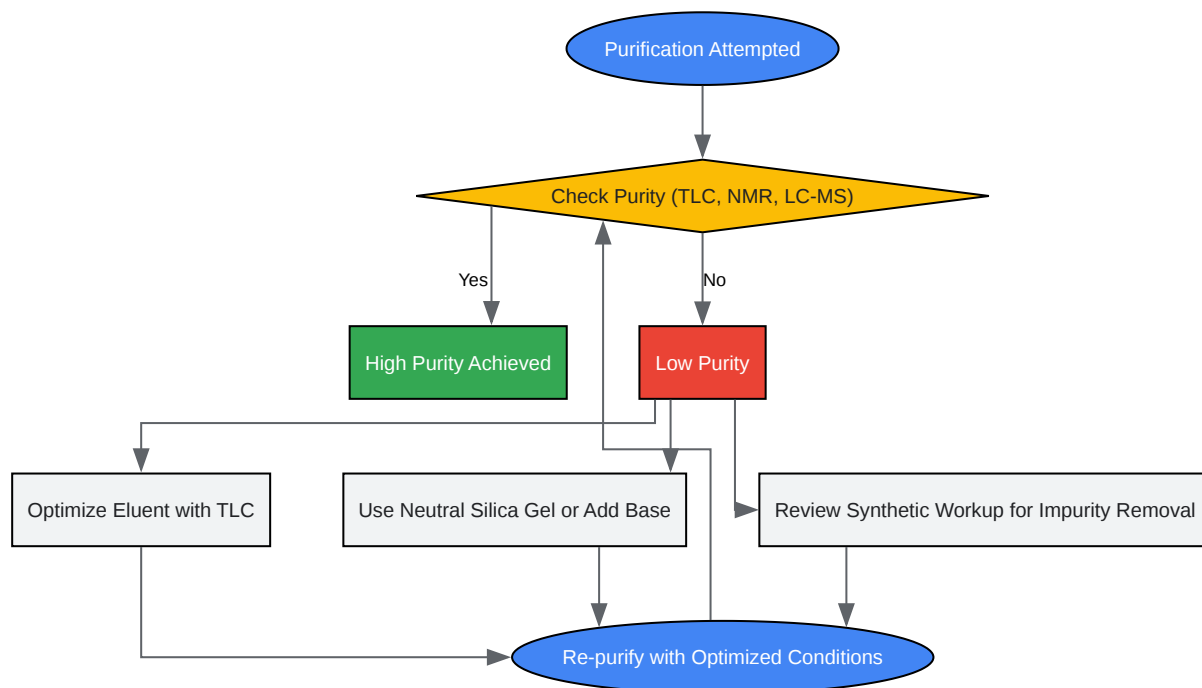 Purification Attempted
Check Purity (TLC, NMR, LC-MS)
Yes
No
High Purity Achieved
Low Purity
Optimize Eluent with TLC
Use Neutral Silica Gel or Add Base
Review Synthetic Workup for Impurity Removal
Re-purify with Optimized Conditions